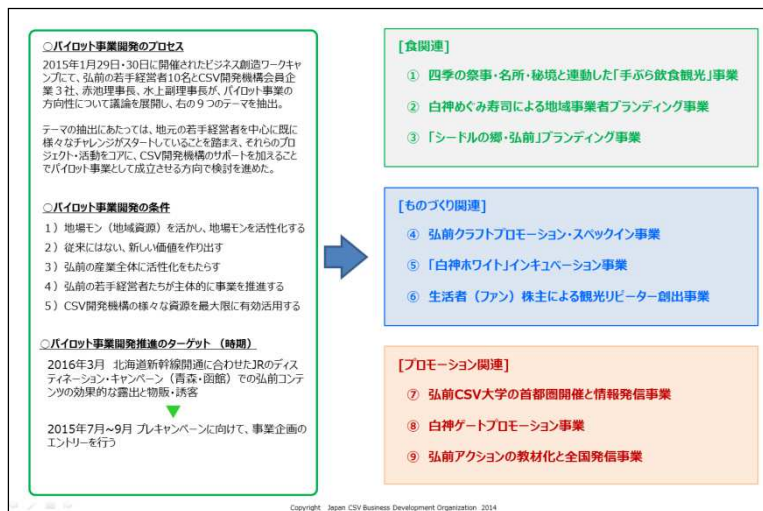 ○パイロット事業開発のプロセス
2015年1月29日・30日に開催されたビジネス創造ワークキャ
ンプにて、弘前の若手経営者10名とCSV開発機構会員企
業3社、赤池理事長、水上副理事長が、パイロット事業の
方向性について議論を展開し、右の9つのテーマを抽出。
テーマの抽出にあたっては、地元の若手経営者を中心に既に
様々なチャレンジがスタートしていることを踏まえ、それらのプロ
ジェクト・活動をコアに、CSV開発機構のサポートを加えること
でパイロット事業として成立させる方向で検討を進めた。
○パイロット事業開発の条件
1）地場モン（地域資源）を活かし、地場モンを活性化する
2）従来にはない、新しい価値を作り出す
3）弘前の産業全体に活性化をもたらす
4）弘前の若手経営者たちが主体的に事業を推進する
5）CSV開発機構の様々な資源を最大限に有効活用する
○パイロット事業開発推進のターゲット （時期）
2016年3月 北海道新幹線開通に合わせたJRのディス
ティネーション・キャンペーン（青森・函館）での弘前コンテ
ンツの効果的な露出と物販・誘客
2015年7月~9月 プレキャンペーンに向けて、事業企画の
エントリーを行う
[食関連]
① 四季の祭事・名所・秘境と連動した「手ぶら飲食観光」事業
② 白神めぐみ寿司による地域事業者ブランディング事業
③ 「シードルの郷・弘前」ブランディング事業
[ものづくり関連]
④ 弘前クラフトプロモーション・スペックイン事業
⑤ 「白神ホワイト」インキュベーション事業
⑥ 生活者（ファン）株主による観光リピーター創出事業
[プロモーション関連]
⑦ 弘前CSV大学の首都圏開催と情報発信事業
⑧ 白神ゲートプロモーション事業
⑨ 弘前アクションの教材化と全国発信事業
Copyright Japan CSV Business Development Organization 2014